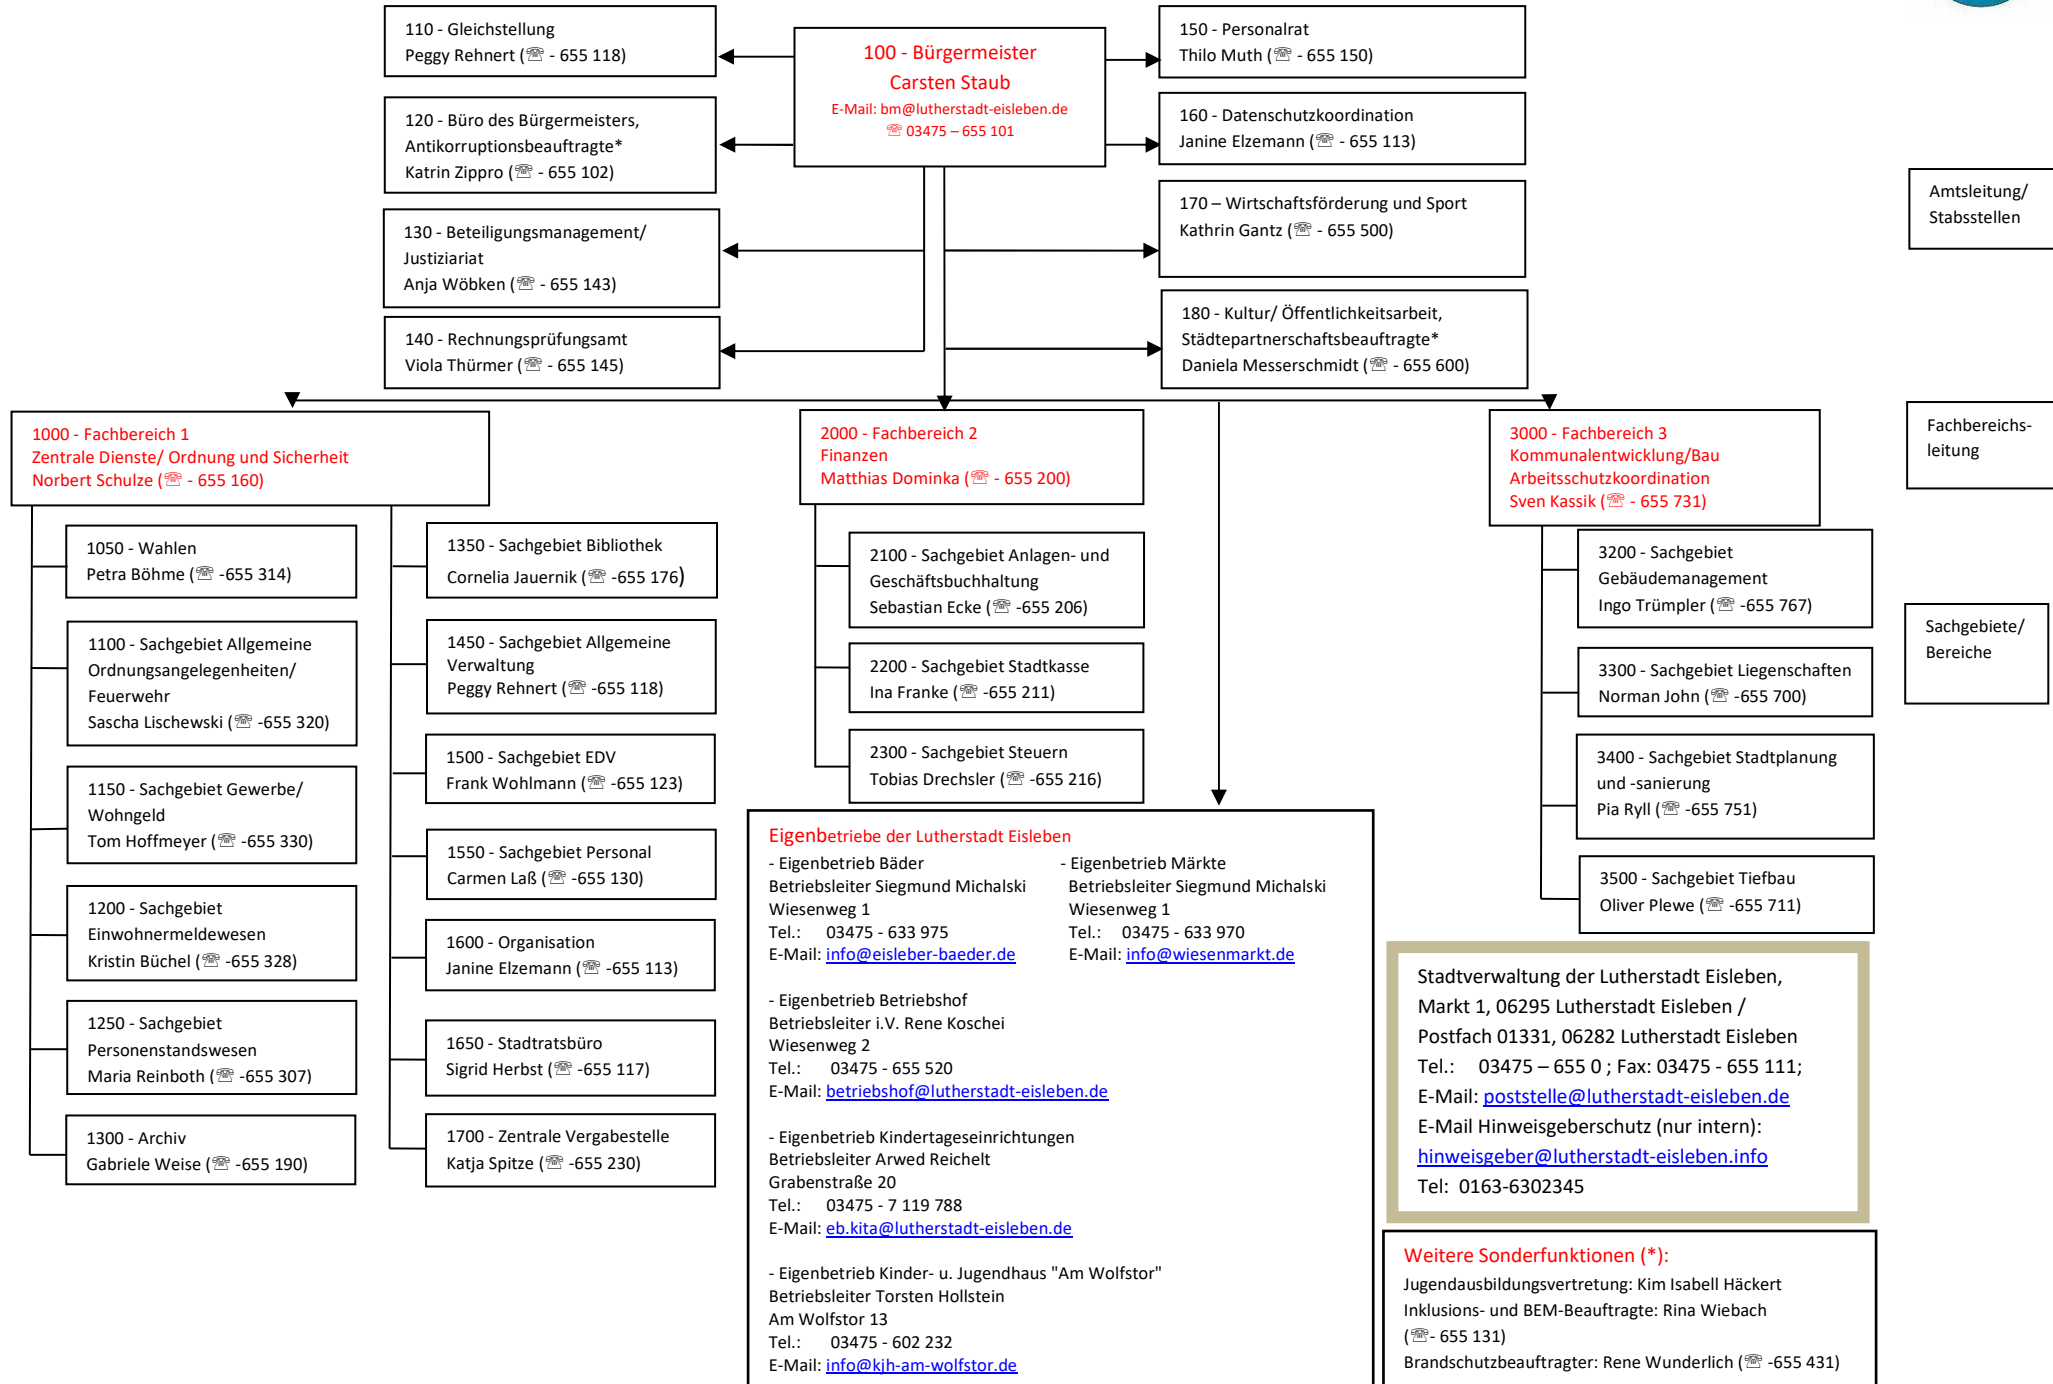 110 - Gleichstellung
Peggy Rehnert (☏ - 655 118)
100 - Bürgermeister
Carsten Staub
E-Mail: bm@lutherstadt-eisleben.de
☏ 03475 – 655 101
150 - Personalrat
Thilo Muth (☏ - 655 150)
120 - Büro des Bürgermeisters,
Antikorruptionsbeauftragte*
Katrin Zippro (☏ - 655 102)
160 - Datenschutzkoordination
Janine Elzemann (☏ - 655 113)
130 - Beteiligungsmanagement/
Justiziariat
Anja Wöbken (☏ - 655 143)
170 – Wirtschaftsförderung und Sport
Kathrin Gantz (☏ - 655 500)
140 - Rechnungsprüfungsamt
Viola Thürmer (☏ - 655 145)
180 - Kultur/ Öffentlichkeitsarbeit,
Städtepartnerschaftsbeauftragte*
Daniela Messerschmidt (☏ - 655 600)
Amtsleitung/
Stabsstellen
1000 - Fachbereich 1
Zentrale Dienste/ Ordnung und Sicherheit
Norbert Schulze (☏ - 655 160)
2000 - Fachbereich 2
Finanzen
Matthias Dominka (☏ - 655 200)
3000 - Fachbereich 3
Kommunalentwicklung/Bau
Arbeitsschutzkoordination
Sven Kassik (☏ - 655 731)
Fachbereichs-
leitung
1050 - Wahlen
Petra Böhme (☏ -655 314)
1100 - Sachgebiet Allgemeine
Ordnungsangelegenheiten/
Feuerwehr
Sascha Lischewski (☏ -655 320)
1150 - Sachgebiet Gewerbe/
Wohngeld
Tom Hoffmeyer (☏ -655 330)
1200 - Sachgebiet
Einwohnermeldewesen
Kristin Büchel (☏ -655 328)
1250 - Sachgebiet
Personenstandswesen
Maria Reinboth (☏ -655 307)
1300 - Archiv
Gabriele Weise (☏ -655 190)
1350 - Sachgebiet Bibliothek
Cornelia Jauernik (☏ -655 176)
1450 - Sachgebiet Allgemeine
Verwaltung
Peggy Rehnert (☏ -655 118)
1500 - Sachgebiet EDV
Frank Wohlmann (☏ -655 123)
1550 - Sachgebiet Personal
Carmen Laß (☏ -655 130)
1600 - Organisation
Janine Elzemann (☏ -655 113)
1650 - Stadtratsbüro
Sigrid Herbst (☏ -655 117)
1700 - Zentrale Vergabestelle
Katja Spitze (☏ -655 230)
2100 - Sachgebiet Anlagen- und
Geschäftsbuchhaltung
Sebastian Ecke (☏ -655 206)
2200 - Sachgebiet Stadtkasse
Ina Franke (☏ -655 211)
2300 - Sachgebiet Steuern
Tobias Drechsler (☏ -655 216)
3200 - Sachgebiet
Gebäudemanagement
Ingo Trümpler (☏ -655 767)
3300 - Sachgebiet Liegenschaften
Norman John (☏ -655 700)
3400 - Sachgebiet Stadtplanung
und -sanierung
Pia Ryll (☏ -655 751)
3500 - Sachgebiet Tiefbau
Oliver Plewe (☏ -655 711)
Sachgebiete/
Bereiche
Eigenbetriebe der Lutherstadt Eisleben
- Eigenbetrieb Bäder
Betriebsleiter Siegmund Michalski
Wiesenweg 1
Tel.: 03475 - 633 975
E-Mail: info@eisleber-baeder.de
- Eigenbetrieb Märkte
Betriebsleiter Siegmund Michalski
Wiesenweg 1
Tel.: 03475 - 633 970
E-Mail: info@wiesenmarkt.de
- Eigenbetrieb Betriebshof
Betriebsleiter i.V. Rene Koschei
Wiesenweg 2
Tel.: 03475 - 655 520
E-Mail: betriebshof@lutherstadt-eisleben.de
- Eigenbetrieb Kindertageseinrichtungen
Betriebsleiter Arwed Reichelt
Grabenstraße 20
Tel.: 03475 - 7 119 788
E-Mail: eb.kita@lutherstadt-eisleben.de
- Eigenbetrieb Kinder- u. Jugendhaus "Am Wolfstor"
Betriebsleiter Torsten Hollstein
Am Wolfstor 13
Tel.: 03475 - 602 232
E-Mail: info@kjh-am-wolfstor.de
Stadtverwaltung der Lutherstadt Eisleben,
Markt 1, 06295 Lutherstadt Eisleben /
Postfach 01331, 06282 Lutherstadt Eisleben
Tel.: 03475 – 655 0 ; Fax: 03475 - 655 111;
E-Mail: poststelle@lutherstadt-eisleben.de
E-Mail Hinweisgeberschutz (nur intern):
hinweisgeber@lutherstadt-eisleben.info
Tel: 0163-6302345
Weitere Sonderfunktionen (*):
Jugendausbildungsvertretung: Kim Isabell Häckert
Inklusions- und BEM-Beauftragte: Rina Wiebach
(☏- 655 131)
Brandschutzbeauftragter: Rene Wunderlich (☏ -655 431)